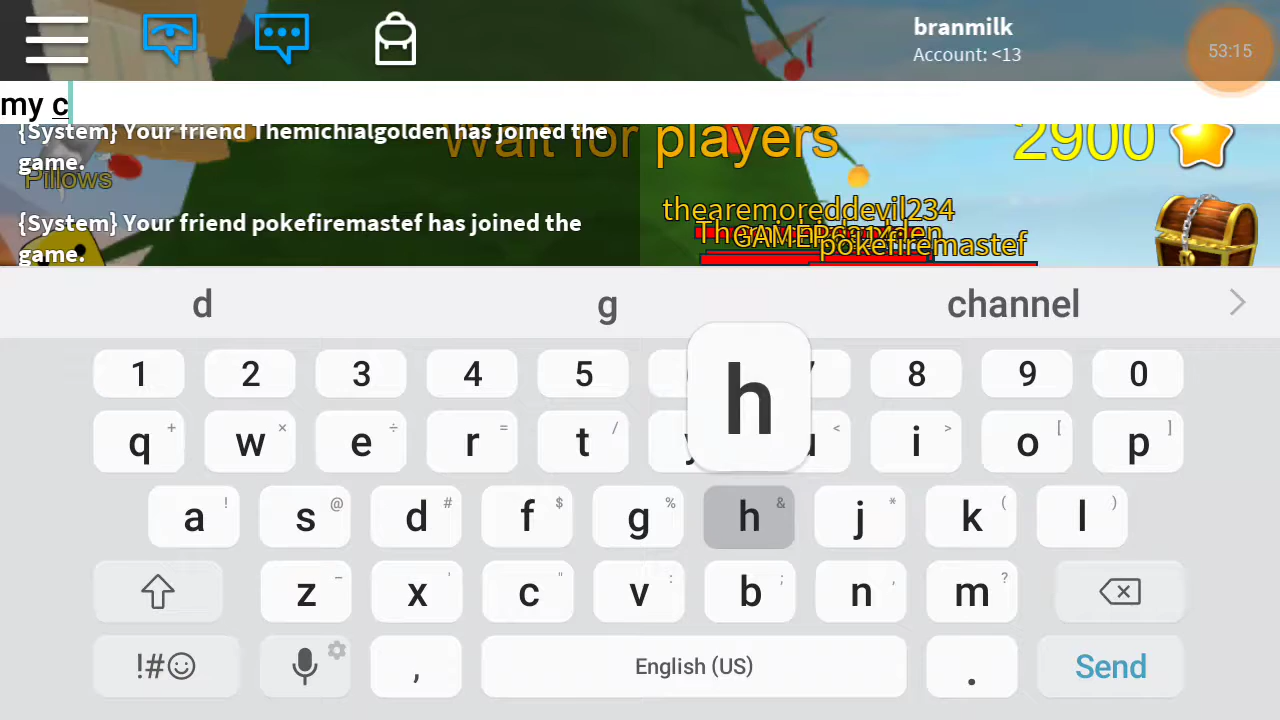 branmilk
Account: <13
53:15
my c
{System} Your friend Themichialgolden has joined the
game.
Pillows
Wait for players
2900
{System} Your friend pokefiremastef has joined the
game.
thearemoreddevil234
pokefiremastef
d g channel
h
1 2 3 4 5 8 9 0
q + w × e ÷ r = t / y u < i > o [ p ]
a ! s @ d # f $ g % h & j * k ( l )
z - x ' c " v : b ; n , m ?
!# , English (US) . Send